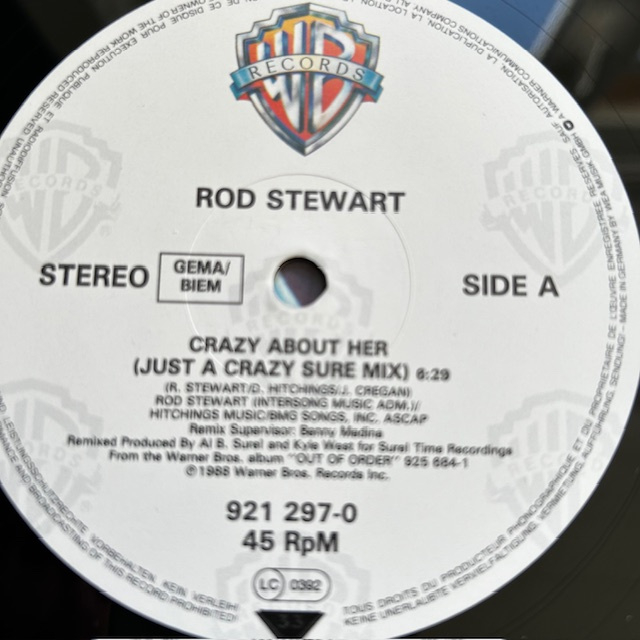 RECORDS
ROD STEWART
STEREO
GEMA/
BIEM
SIDE A
CRAZY ABOUT HER
(JUST A CRAZY SURE MIX) 6:29
(R. STEWART/D. HITCHINGS/J. CREGAN)
ROD STEWART (INTERSONG MUSIC ADM.)/
HITCHINGS MUSIC/BMG SONGS, INC. ASCAP
Remix Supervisor: Benny Medina
Remixed Produced By Al B. Sure! and Kyle West for Sure! Time Recordings
From the Warner Bros. album "OUT OF ORDER" 925 684-1
©1988 Warner Bros. Records Inc.
921 297-0
45 RpM
LC 0392
33